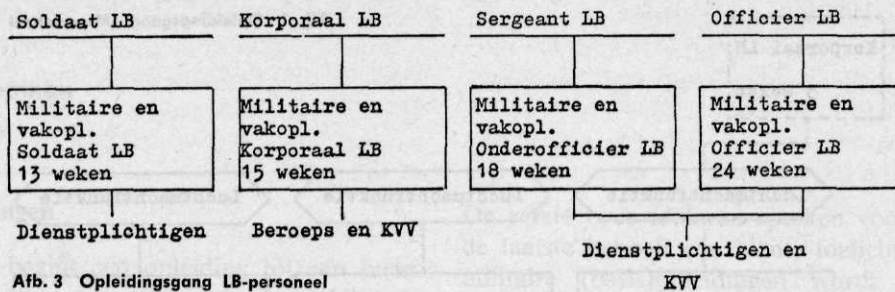 Soldaat LB
Korporaal LB
Sergeant LB
Officier LB
Militaire en
vakopl.
Soldaat LB
13 weken
Militaire en
vakopl.
Korporaal LB
15 weken
Militaire en
vakopl.
Onderofficier LB
18 weken
Militaire en
vakopl.
Officier LB
24 weken
Dienstplichtigen
Beroeps en KVV
Dienstplichtigen en
KVV
Afb. 3 Opleidingsgang LB-personeel